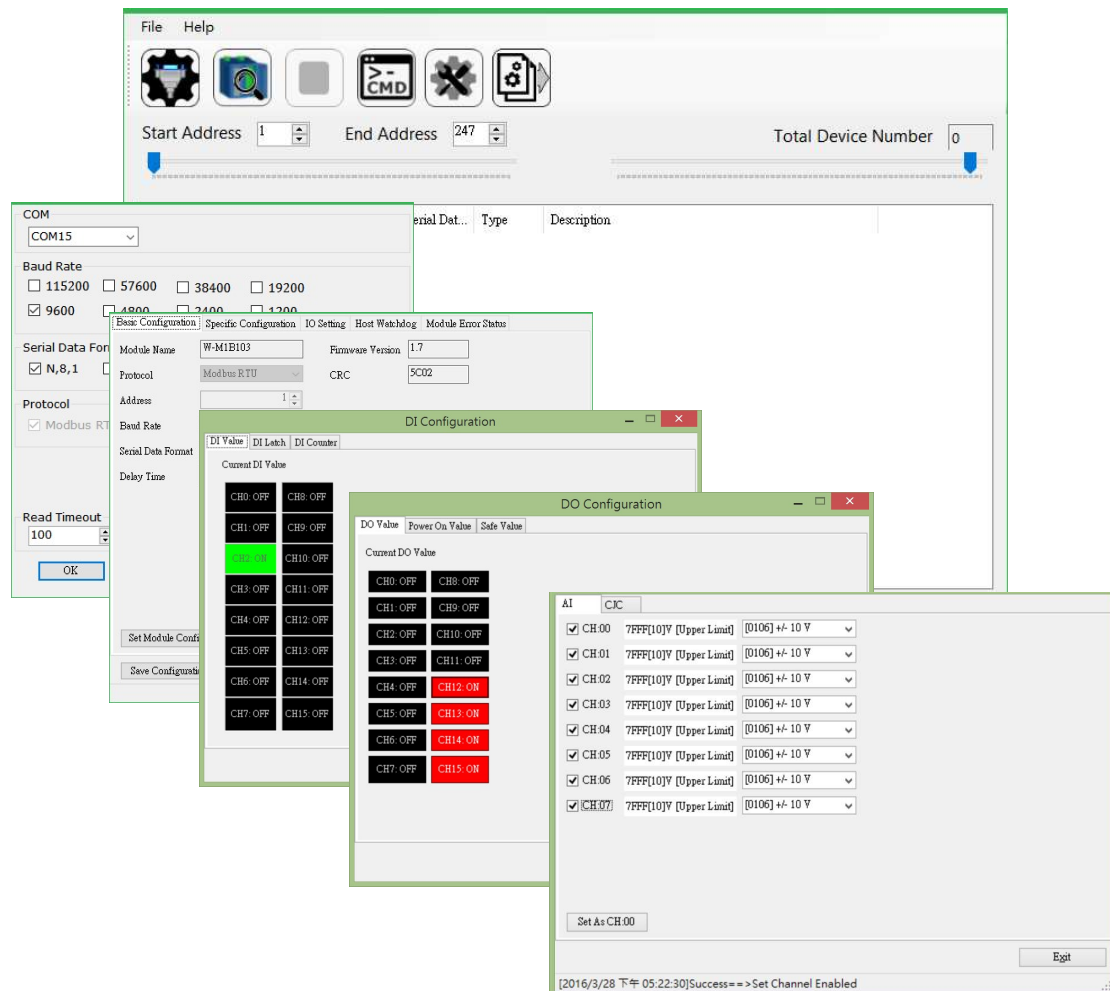 File Help
>- CMD
Start Address 1 End Address 247 Total Device Number 0
erial Dat... Type Description
COM
COM15
Baud Rate
115200 57600 38400 19200
9600 4800 2400 1200
Serial Data For
N,8,1
Protocol
Modbus RT
Read Timeout
100
OK
Basic Configuration Specific Configuration IO Setting Host Watchdog Module Error Status
Module Name W-M1B103 Firmware Version 1.7
Protocol Modbus RTU CRC 5C02
Address 1
Baud Rate
Serial Data Format
Delay Time
Set Module Confi
Save Configurati
DI Configuration
DI Value DI Latch DI Counter
Current DI Value
CH0: OFF CH8: OFF
CH1: OFF CH9: OFF
CH2: ON CH10: OFF
CH3: OFF CH11: OFF
CH4: OFF CH12: OFF
CH5: OFF CH13: OFF
CH6: OFF CH14: OFF
CH7: OFF CH15: OFF
DO Configuration
DO Value Power On Value Safe Value
Current DO Value
CH0: OFF CH8: OFF
CH1: OFF CH9: OFF
CH2: OFF CH10: OFF
CH3: OFF CH11: OFF
CH4: OFF CH12: ON
CH5: OFF CH13: ON
CH6: OFF CH14: ON
CH7: OFF CH15: ON
AI CJC
CH:00 7FFF[10]V [Upper Limit] [0106] +/- 10 V
CH:01 7FFF[10]V [Upper Limit] [0106] +/- 10 V
CH:02 7FFF[10]V [Upper Limit] [0106] +/- 10 V
CH:03 7FFF[10]V [Upper Limit] [0106] +/- 10 V
CH:04 7FFF[10]V [Upper Limit] [0106] +/- 10 V
CH:05 7FFF[10]V [Upper Limit] [0106] +/- 10 V
CH:06 7FFF[10]V [Upper Limit] [0106] +/- 10 V
CH:07 7FFF[10]V [Upper Limit] [0106] +/- 10 V
Set As CH:00
Exit
[2016/3/28 下午 05:22:30]Success==>Set Channel Enabled